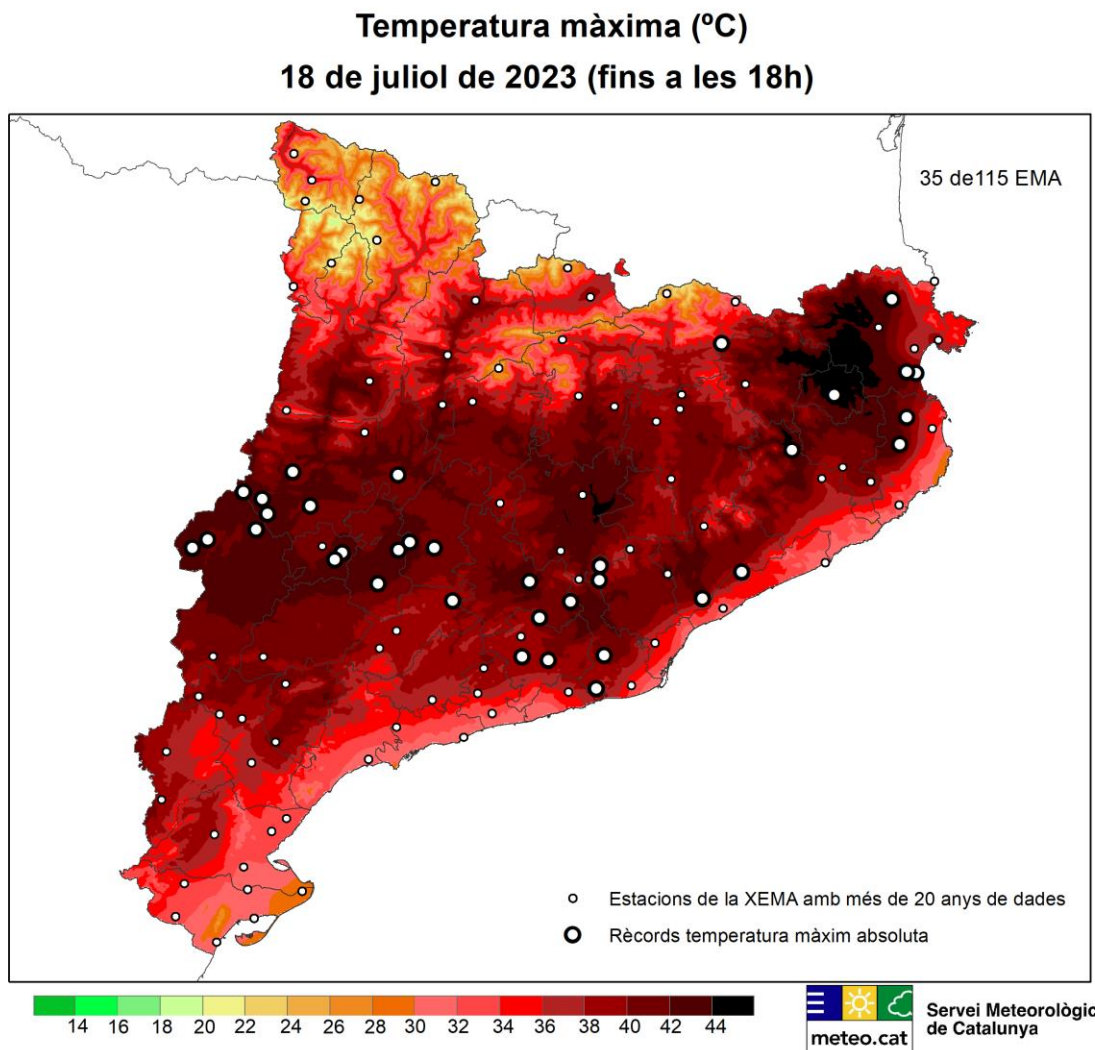 Temperatura màxima (ºC)
18 de juliol de 2023 (fins a les 18h)
35 de115 EMA
Estacions de la XEMA amb més de 20 anys de dades
Rècords temperatura màxim absoluta
14 16 18 20 22 24 26 28 30 32 34 36 38 40 42 44
meteo.cat
Servei Meteorològic
de Catalunya